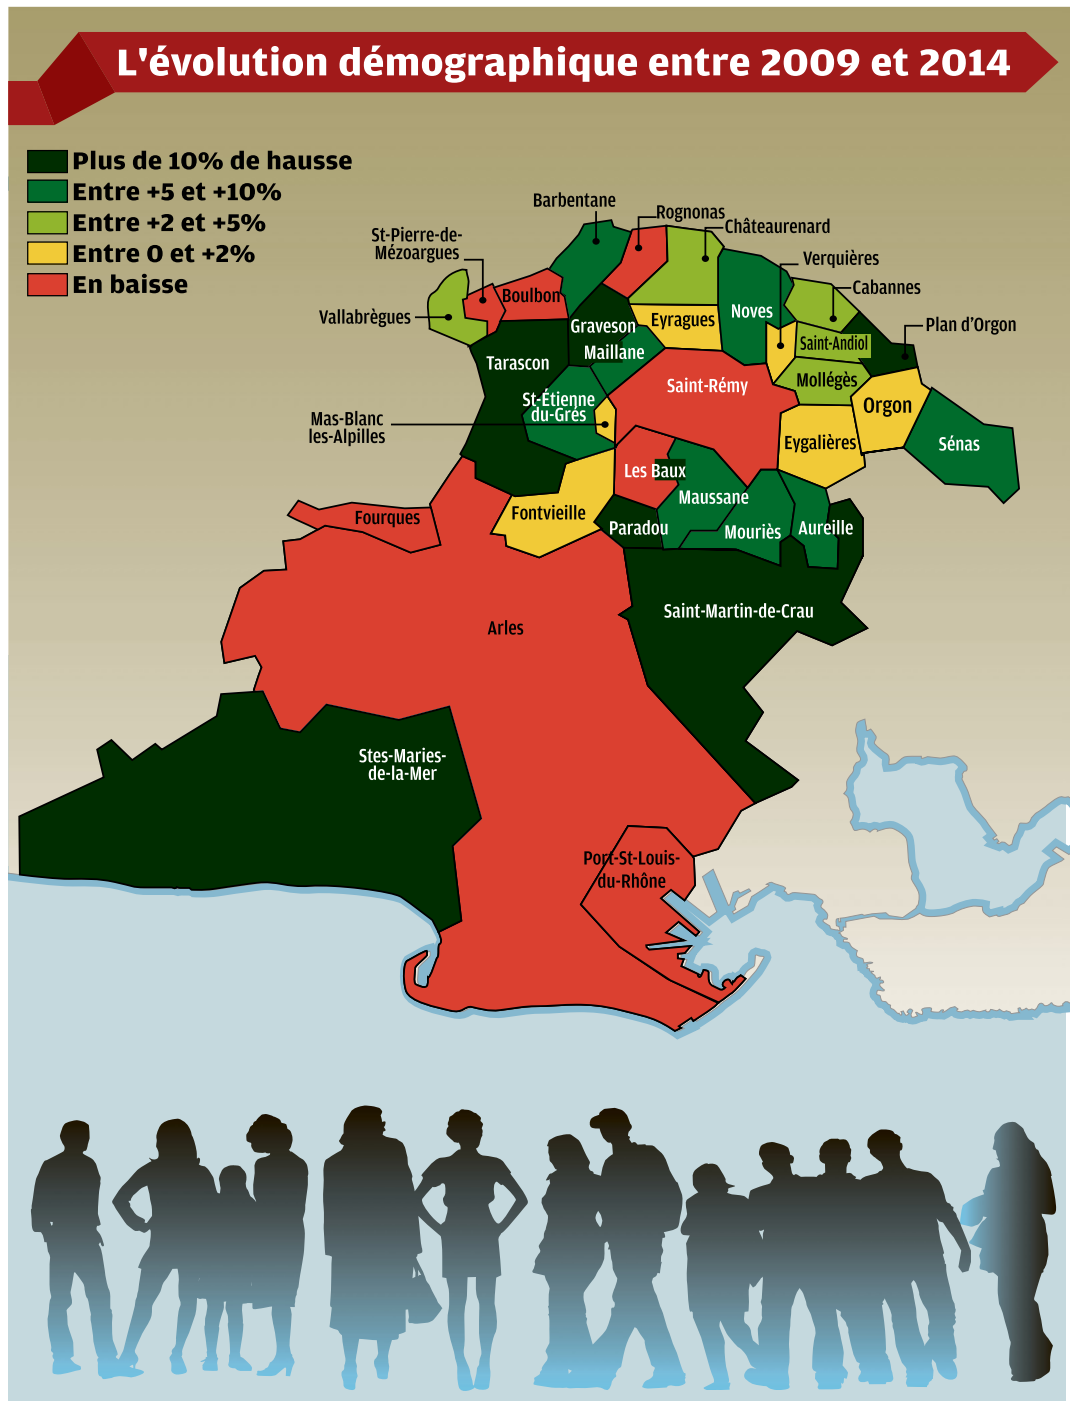 L'évolution démographique entre 2009 et 2014
Plus de 10% de hausse
Entre +5 et +10%
Entre +2 et +5%
Entre 0 et +2%
En baisse
Barbentane
Rognonas
Châteaurenard
St-Pierre-de-
Mézoargues
Verquières
Cabannes
Boulbon
Vallabrègues
Noves
Plan d'Orgon
Graveson
Eyragues
Saint-Andiol
Maillane
Tarascon
Mollégès
Saint-Rémy
St-Étienne
du-Grés
Orgon
Mas-Blanc
les-Alpilles
Eygalières
Sénas
Les Baux
Maussane
Fontvieille
Fourques
Paradou
Mouriès
Aureille
Saint-Martin-de-Crau
Arles
Stes-Maries-
de-la-Mer
Port-St-Louis-
du-Rhône